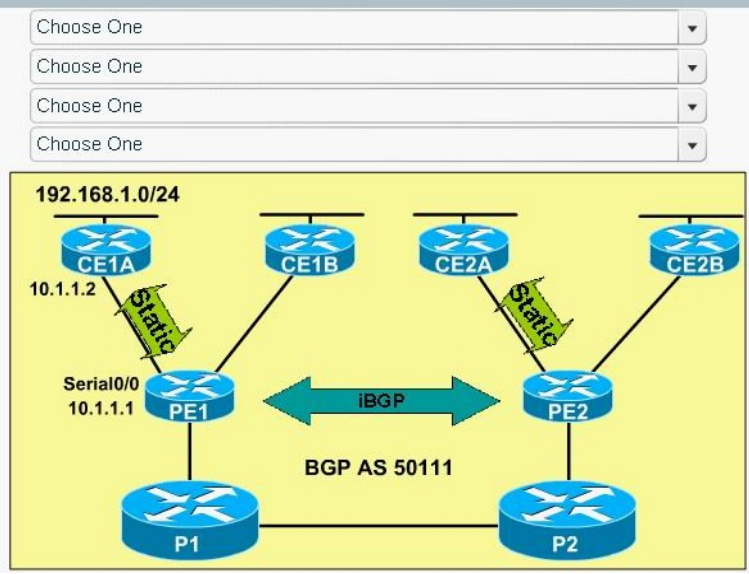 Choose One
Choose One
Choose One
Choose One
192.168.1.0/24
CE1A
CE1B
CE2A
CE2B
10.1.1.2
Static
Static
Serial0/0
10.1.1.1
PE1
iBGP
PE2
BGP AS 50111
P1
P2